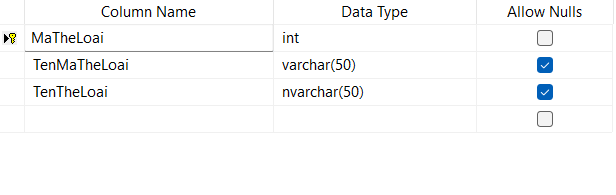 Column Name Data Type Allow Nulls
MaTheLoai int
TenMaTheLoai varchar(50)
TenTheLoai nvarchar(50)